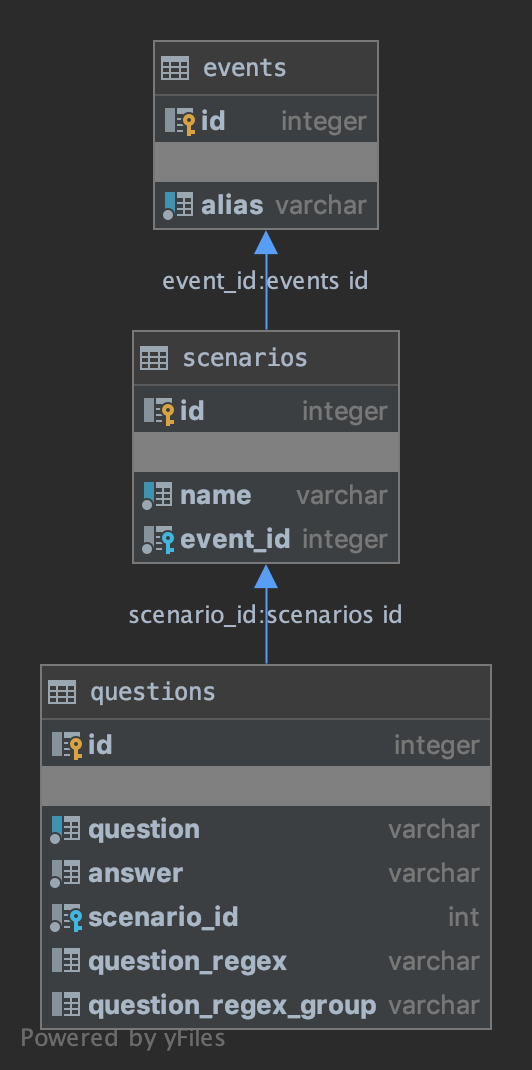 events
id integer
alias varchar
event_id:events id
scenarios
id integer
name varchar
event_id integer
scenario_id:scenarios id
questions
id integer
question varchar
answer varchar
scenario_id int
question_regex varchar
question_regex_group varchar
Powered by yFiles